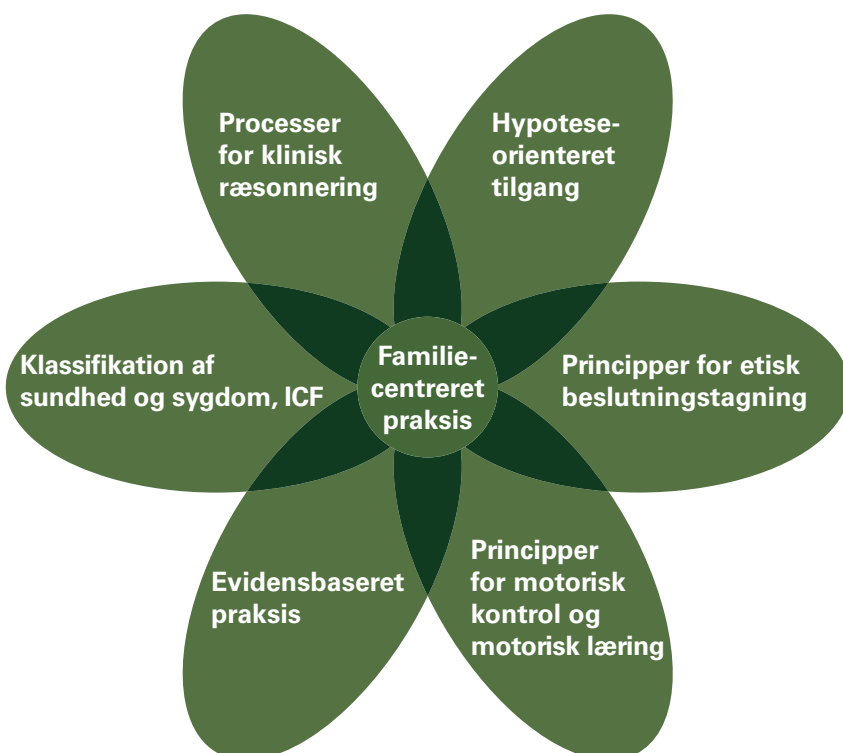 Processer
for klinisk
ræsonnering
Hypotese-
orienteret
tilgang
Klassifikation af
sundhed og sygdom, ICF
Familie-
centreret
praksis
Principper for etisk
beslutningstagning
Evidensbaseret
praksis
Principper
for motorisk
kontrol og
motorisk læring